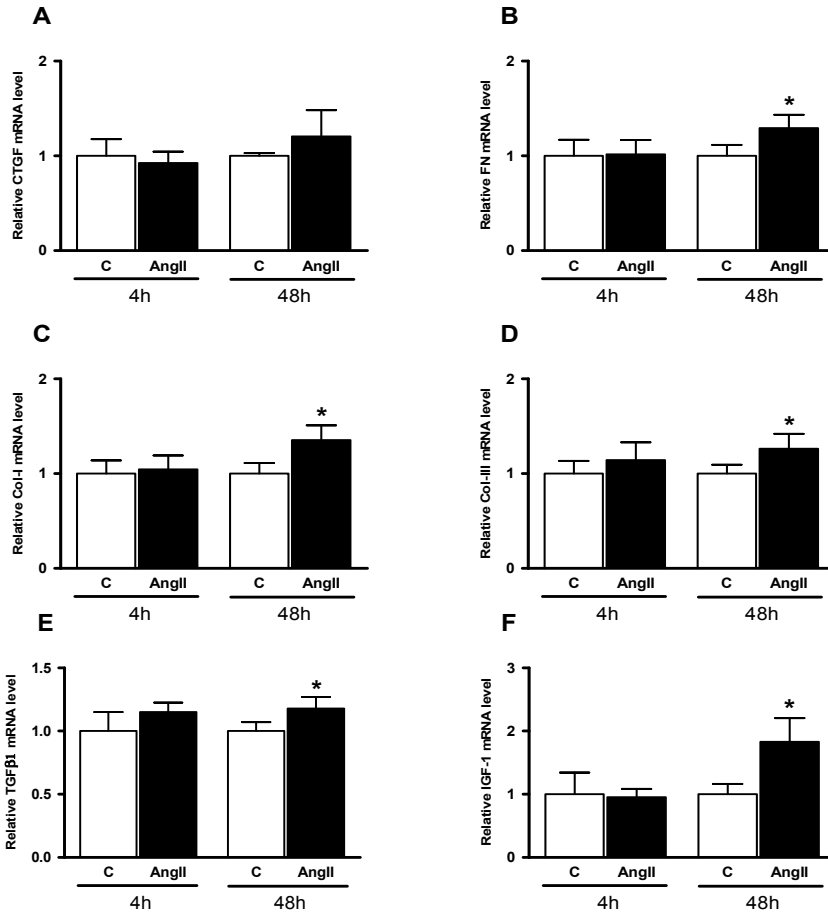 A
Relative CTGF mRNA level
2
1
0
C AngII C AngII
4h 48h
B
Relative FN mRNA level
2
1
0
*
C AngII C AngII
4h 48h
C
Relative Col-I mRNA level
2
1
0
*
C AngII C AngII
4h 48h
D
Relative Col-III mRNA level
2
1
0
*
C AngII C AngII
4h 48h
E
Relative TGFβ1 mRNA level
1.5
1.0
0.5
0.0
*
C AngII C AngII
4h 48h
F
Relative IGF-1 mRNA level
3
2
1
0
*
C AngII C AngII
4h 48h